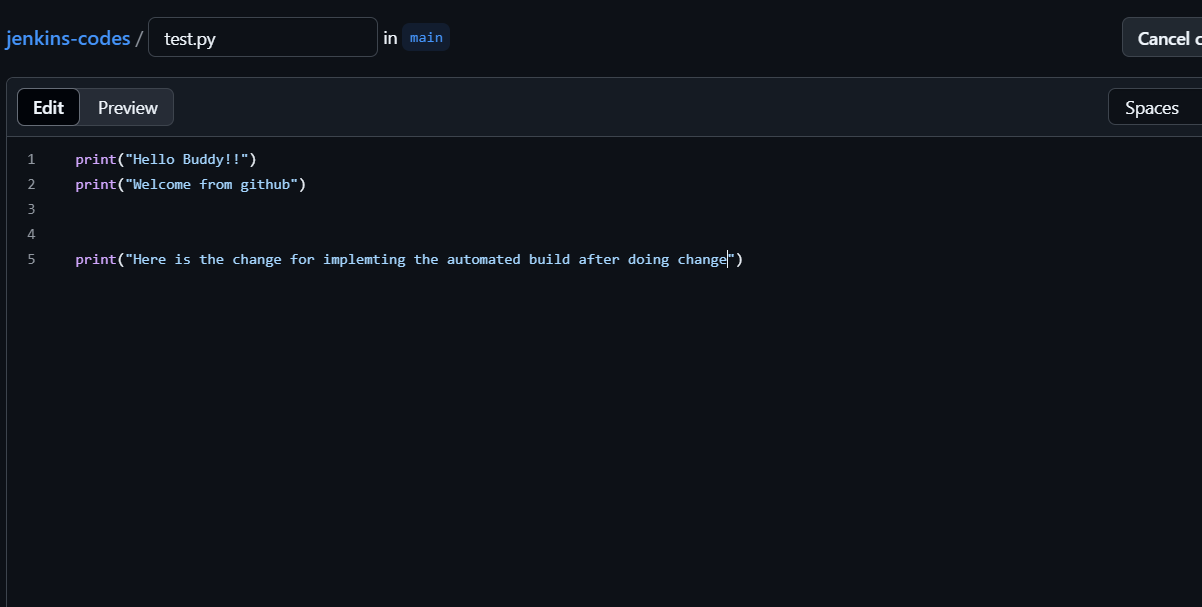 jenkins-codes / test.py in main
Cancel c
Edit Preview
Spaces
1 print("Hello Buddy!!")
2 print("Welcome from github")
3
4
5 print("Here is the change for implemting the automated build after doing change")